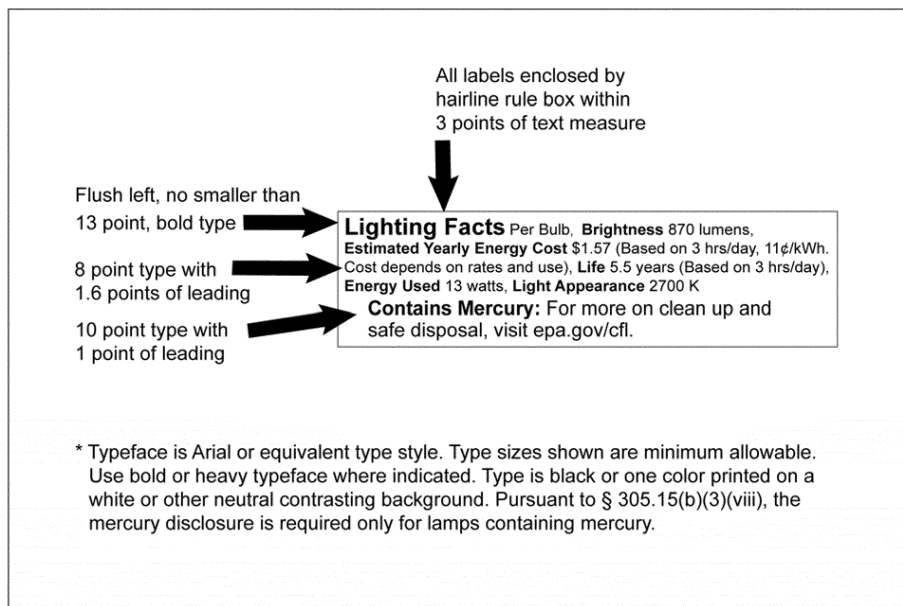 All labels enclosed by
hairline rule box within
3 points of text measure
Flush left, no smaller than
13 point, bold type
8 point type with
1.6 points of leading
10 point type with
1 point of leading
Lighting Facts Per Bulb, Brightness 870 lumens,
Estimated Yearly Energy Cost $1.57 (Based on 3 hrs/day, 11¢/kWh.
Cost depends on rates and use), Life 5.5 years (Based on 3 hrs/day),
Energy Used 13 watts, Light Appearance 2700 K
Contains Mercury: For more on clean up and
safe disposal, visit epa.gov/cfl.
* Typeface is Arial or equivalent type style. Type sizes shown are minimum allowable.
Use bold or heavy typeface where indicated. Type is black or one color printed on a
white or other neutral contrasting background. Pursuant to § 305.15(b)(3)(viii), the
mercury disclosure is required only for lamps containing mercury.